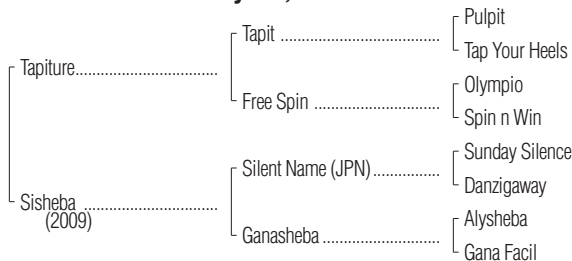 Pulpit
Tapit ..................................
Tap Your Heels
Tapiture..............................
Olympio
Free Spin ..........................
Spin n Win
Sunday Silence
Silent Name (JPN)..............
Danzigaway
Sisheba ............................
(2009)
Alysheba
Ganasheba ........................
Gana Facil